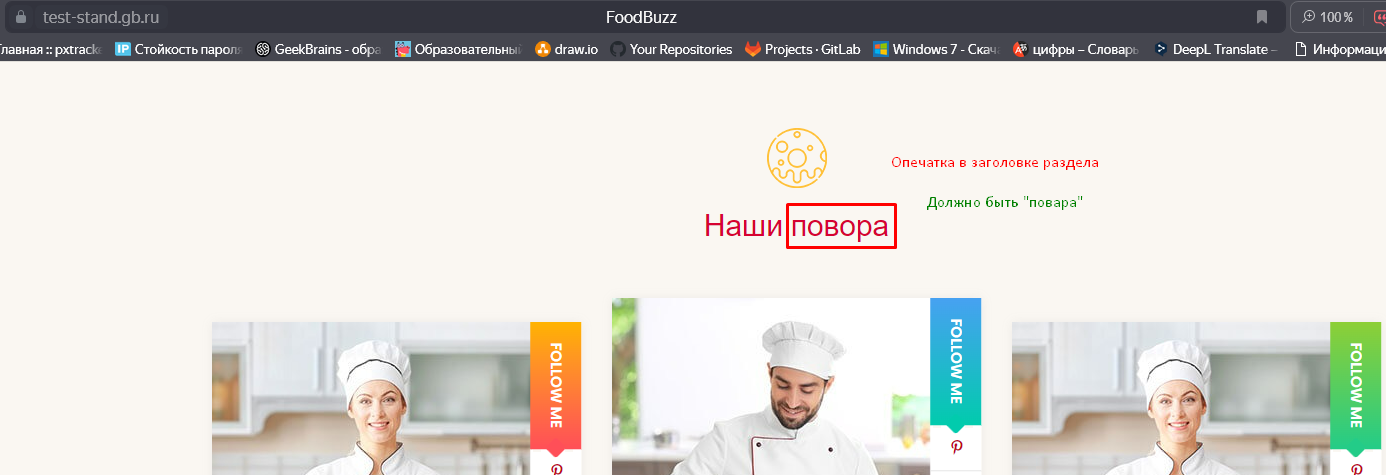 test-stand.gb.ru FoodBuzz 100 %
лавная :: pxtracke Стойкость пароля GeekBrains - обра Образовательный draw.io Your Repositories Projects · GitLab Windows 7 - Скача цифры – Словарь DeepL Translate – Информаци
Опечатка в заголовке раздела
Должно быть "повара"
Наши повора
FOLLOW ME
FOLLOW ME
FOLLOW ME